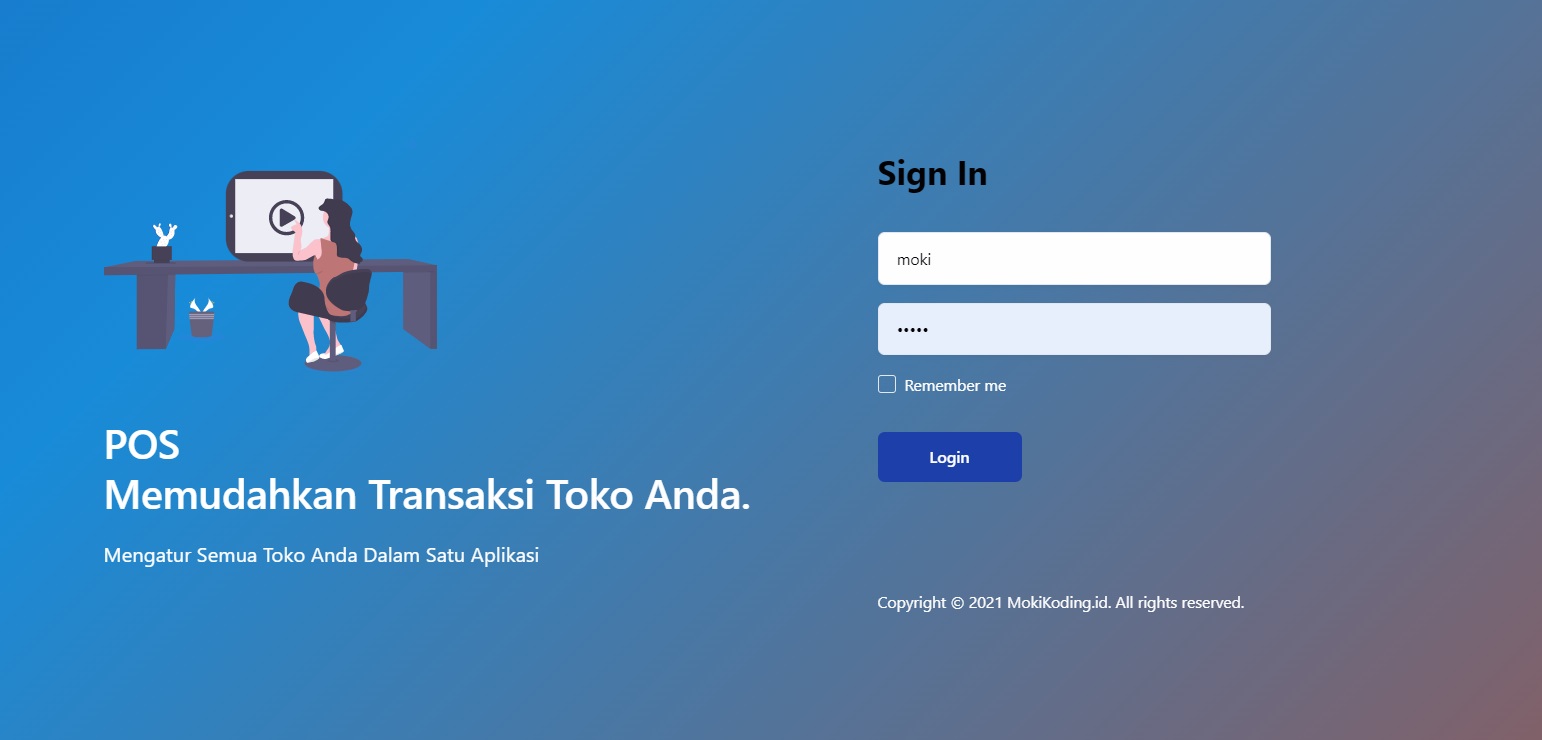 POS
Memudahkan Transaksi Toko Anda.
Mengatur Semua Toko Anda Dalam Satu Aplikasi
Sign In
moki
•••••
Remember me
Login
Copyright © 2021 MokiKoding.id. All rights reserved.